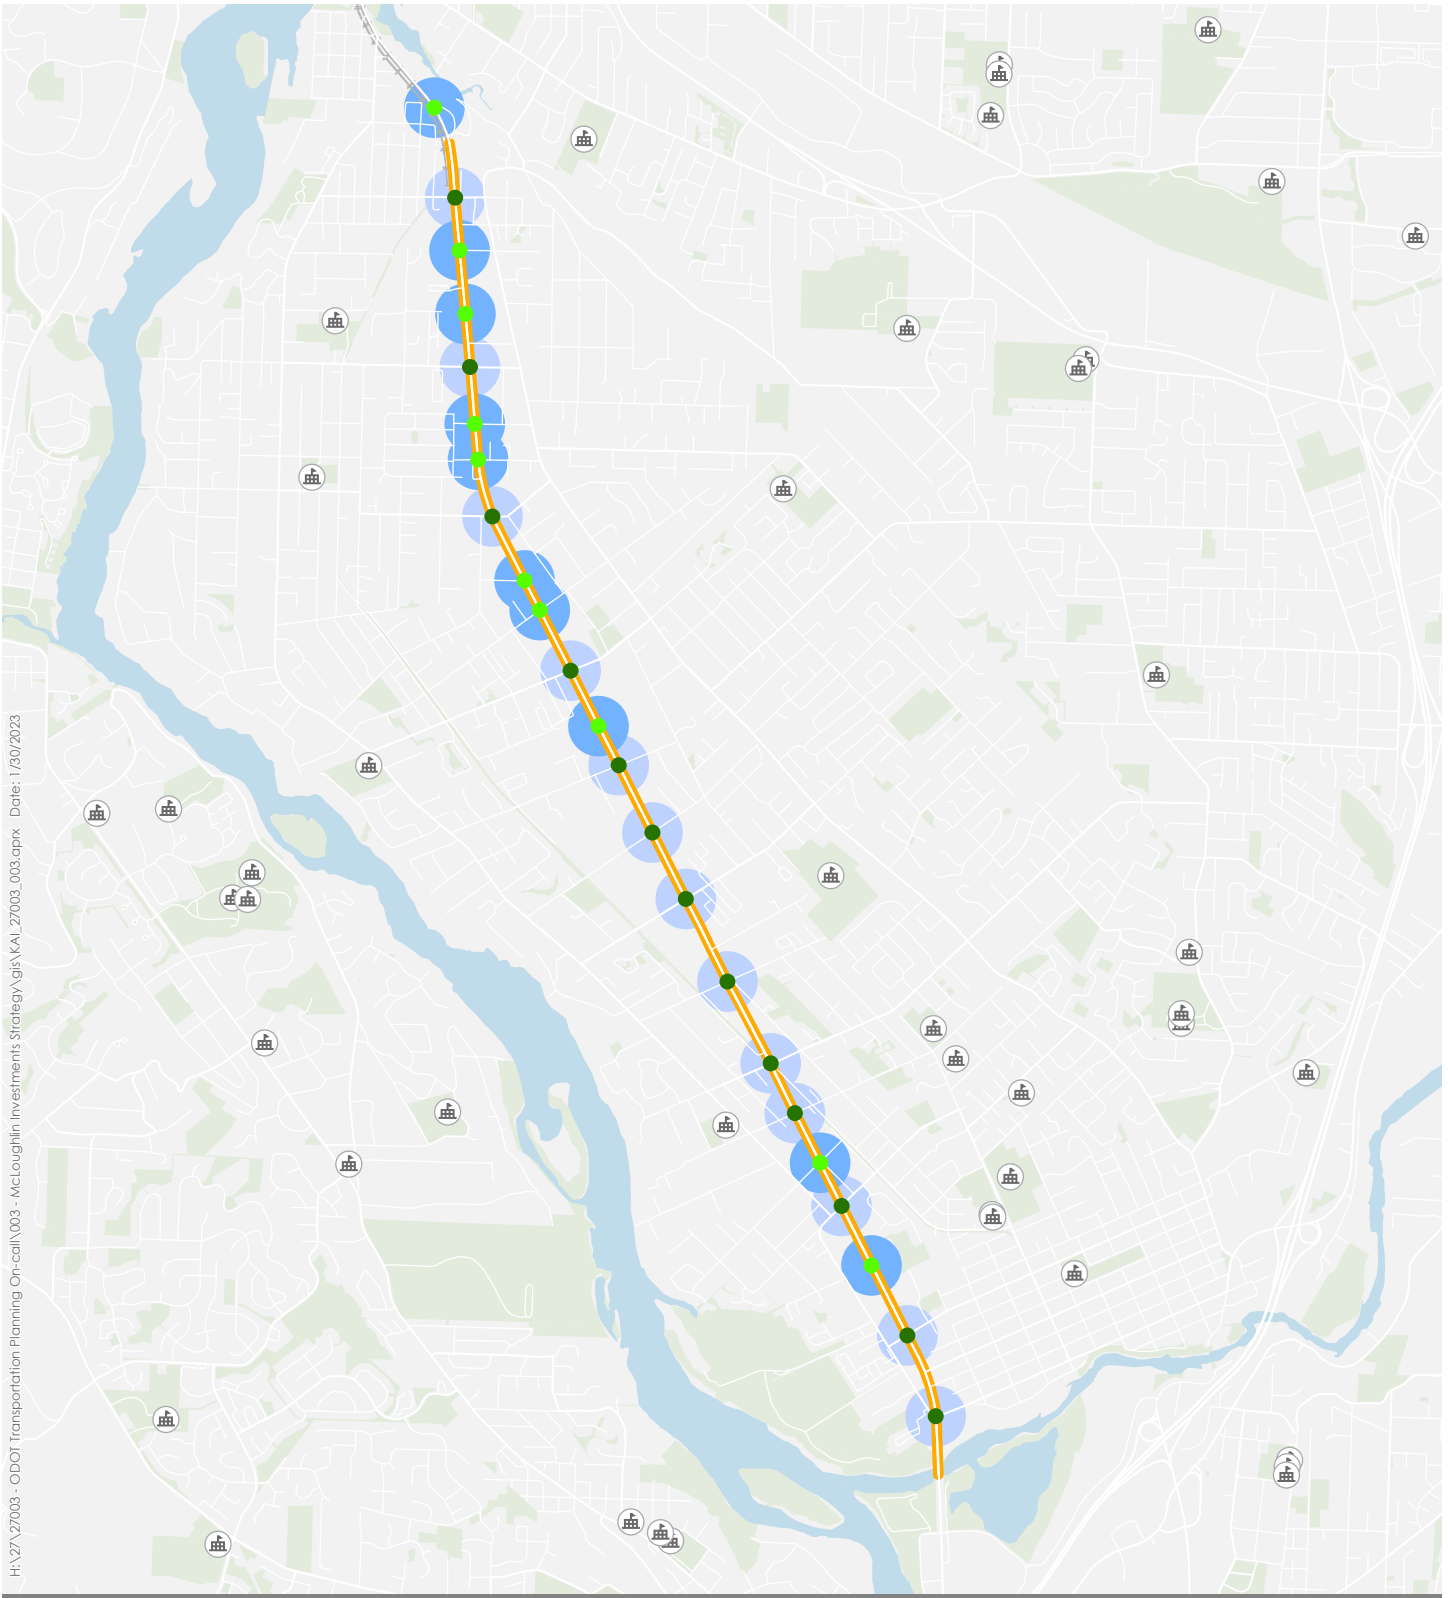 H:\27\27003 - ODOT Transportation Planning On-call\003 - McLoughlin Investments Strategy\gis\KAI_27003_003.aprx   Date: 1/30/2023